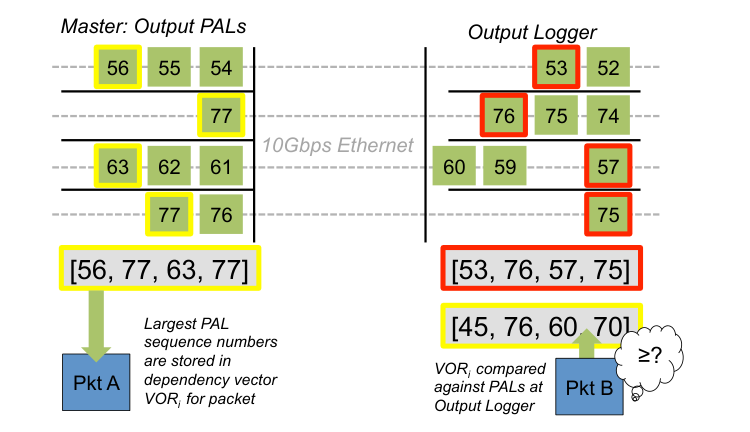 Master: Output PALs
Output Logger
56 55 54
53 52
77
76 75 74
10Gbps Ethernet
63 62 61
60 59 57
77 76
75
[56, 77, 63, 77]
[53, 76, 57, 75]
[45, 76, 60, 70]
Largest PAL
sequence numbers
are stored in
dependency vector
VORi for packet
Pkt A
VORi compared
against PALs at
Output Logger
Pkt B
≥?